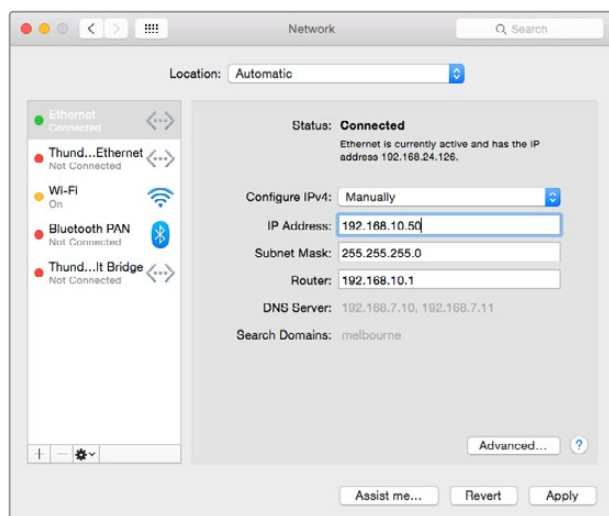 Network
Search
Location: Automatic
Ethernet
Connected
Thund...Ethernet
Not Connected
Wi-Fi
On
Bluetooth PAN
Not Connected
Thund...lt Bridge
Not Connected
Status: Connected
Ethernet is currently active and has the IP
address 192.168.24.126.
Configure IPv4: Manually
IP Address: 192.168.10.50
Subnet Mask: 255.255.255.0
Router: 192.168.10.1
DNS Server: 192.168.7.10, 192.168.7.11
Search Domains: melbourne
Advanced... ?
Assist me... Revert Apply